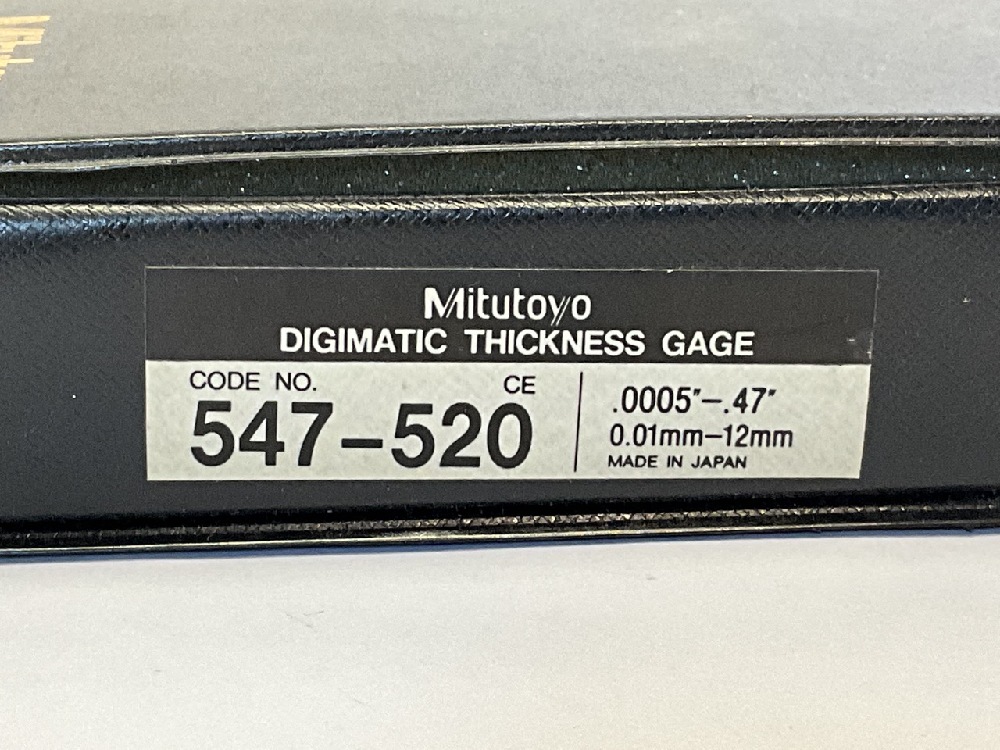 Mitutoyo
DIGIMATIC THICKNESS GAGE
CODE NO. CE
547-520
.0005"-.47"
0.01mm-12mm
MADE IN JAPAN